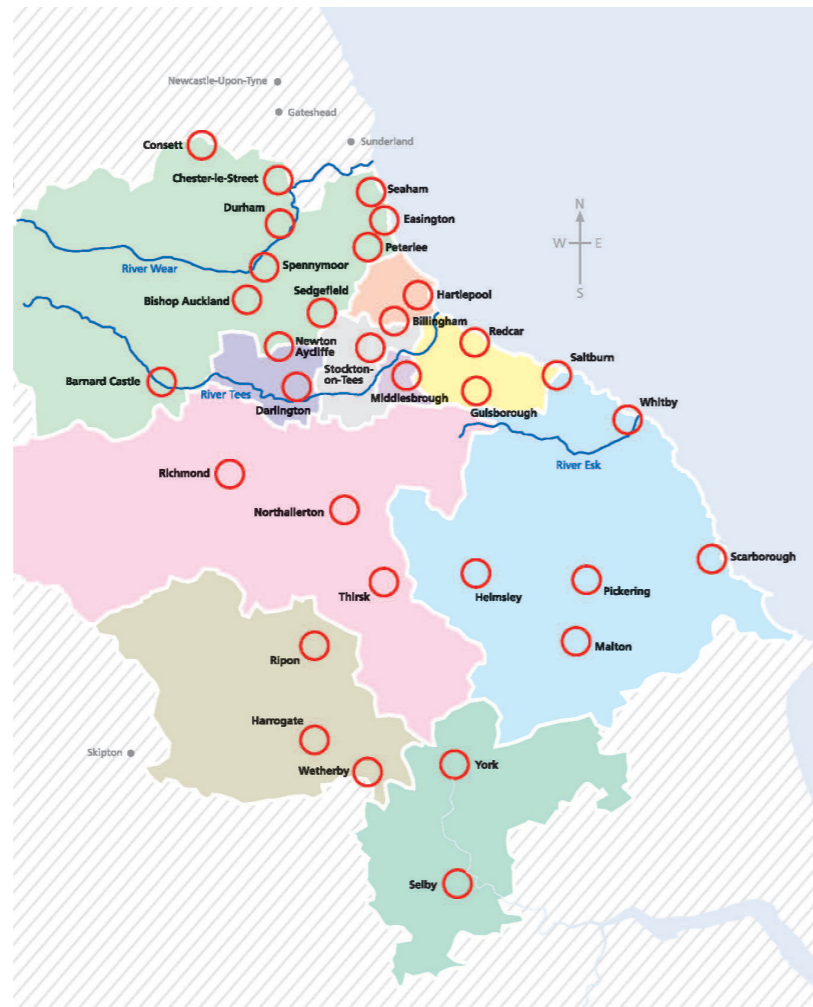 Newcastle-Upon-Tyne
Gateshead
Consett
Sunderland
Chester-le-Street
Seaham
Durham
Easington
N
W
E
S
Peterlee
River Wear
Spennymoor
Sedgefield
Bishop Auckland
Hartlepool
Billingham
Redcar
Newton
Aycliffe
Saltburn
Stockton-
on-Tees
Barnard Castle
River Tees
Middlesbrough
Darlington
Guisborough
Whitby
River Esk
Richmond
Northallerton
Scarborough
Thirsk
Helmsley
Pickering
Ripon
Malton
Harrogate
Skipton
Wetherby
York
Selby